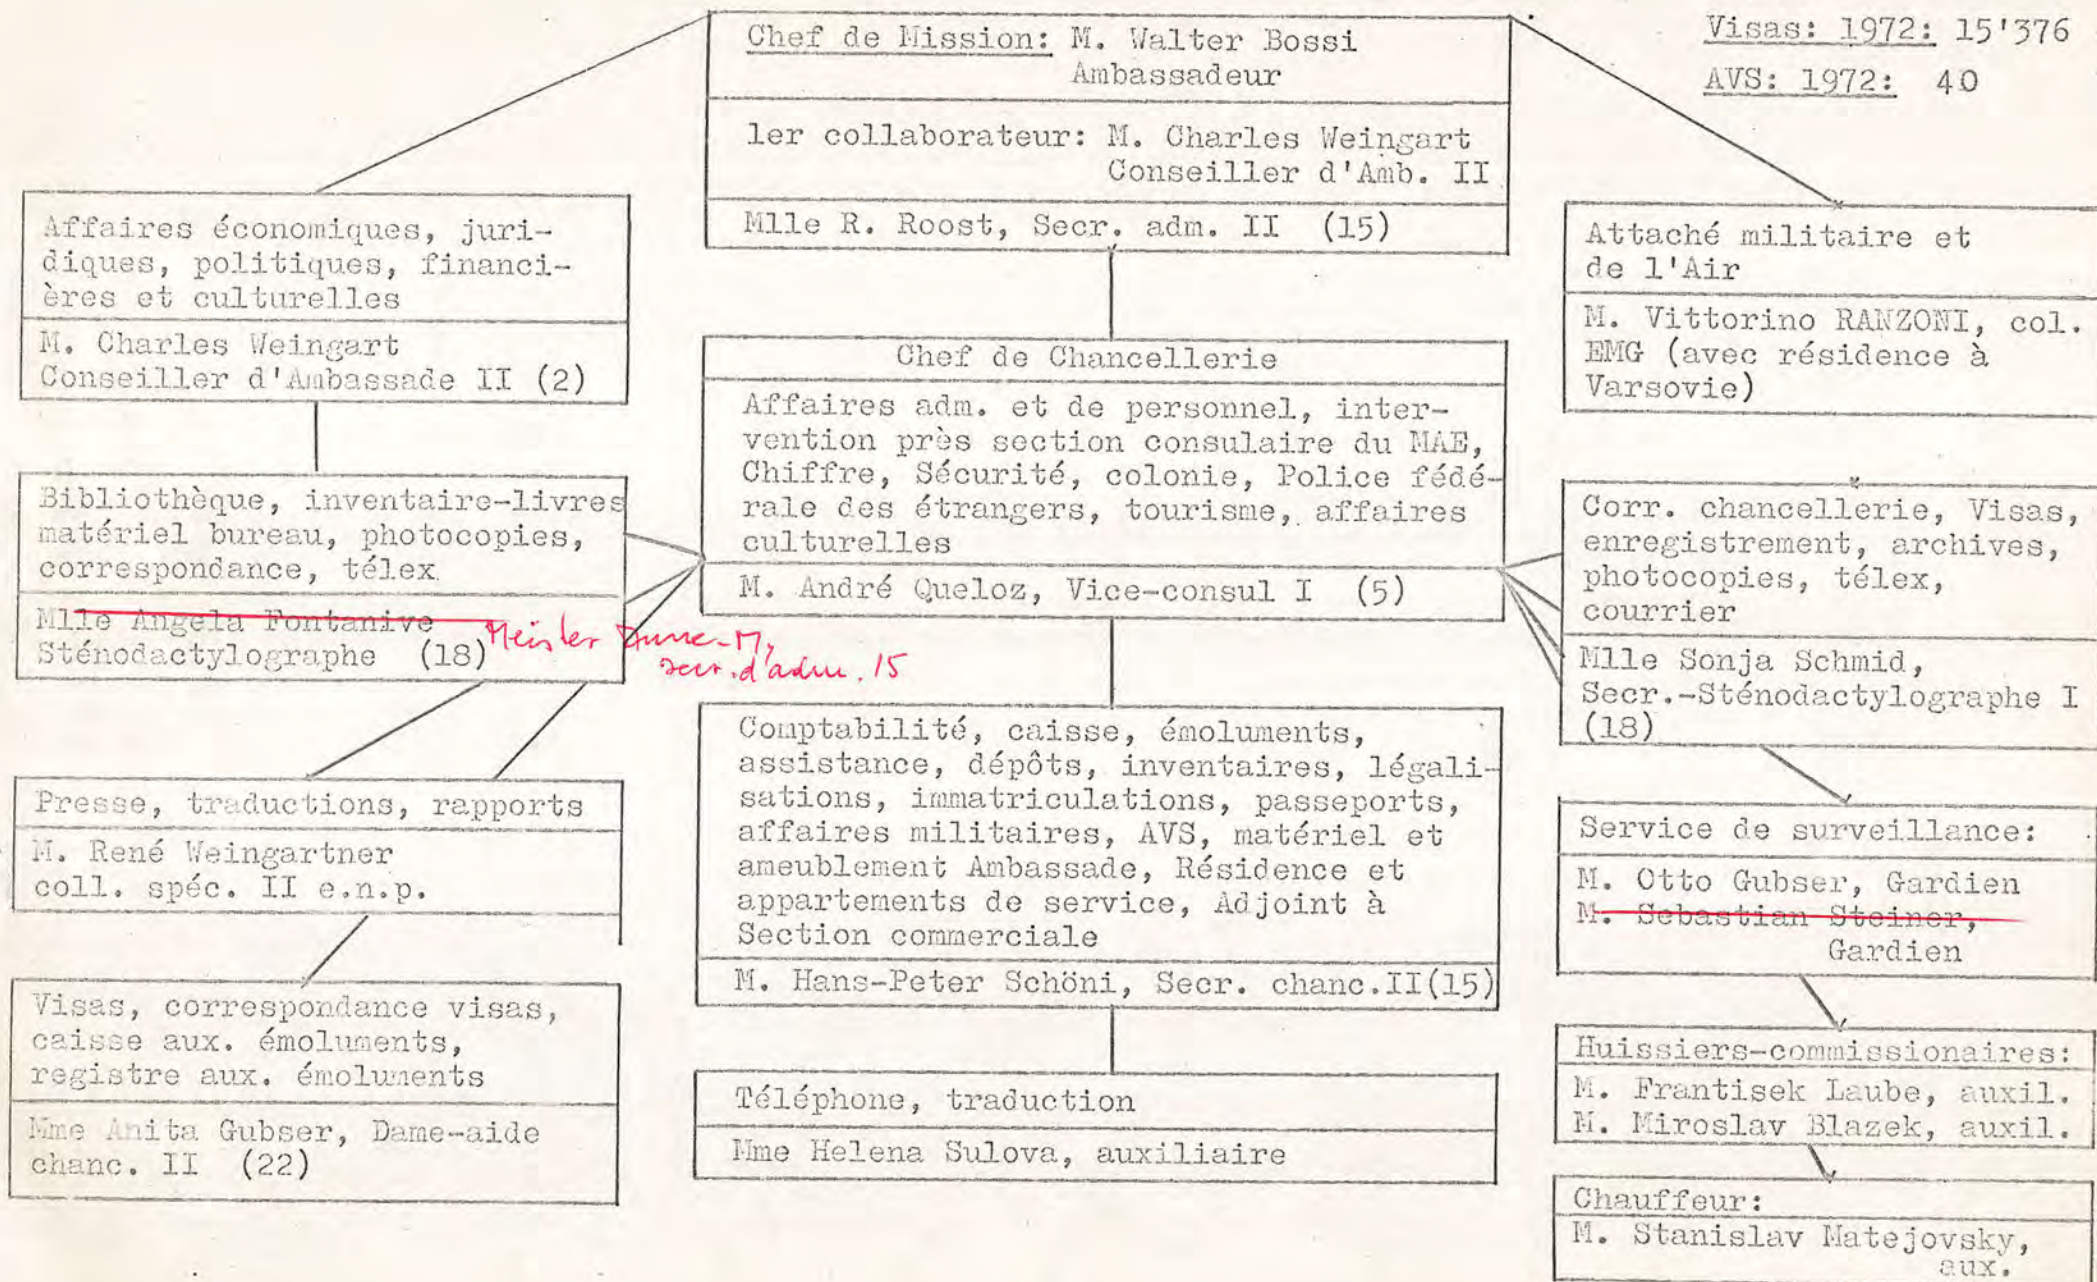 Visas: 1972: 15'376
AVS: 1972: 40
Chef de Mission: M. Walter Bossi
Ambassadeur
1er collaborateur: M. Charles Weingart
Conseiller d'Amb. II
Mlle R. Roost, Secr. adm. II (15)
Affaires économiques, juri-
diques, politiques, financi-
ères et culturelles
M. Charles Weingart
Conseiller d'Ambassade II (2)
Attaché militaire et
de l'Air
M. Vittorino RANZONI, col.
EMG (avec résidence à
Varsovie)
Chef de Chancellerie
Affaires adm. et de personnel, inter-
vention près section consulaire du MAE,
Chiffre, Sécurité, colonie, Police fédé-
rale des étrangers, tourisme, affaires
culturelles
M. André Queloz, Vice-consul I (5)
Bibliothèque, inventaire-livres
matériel bureau, photocopies,
correspondance, télex
Mlle Angela Fontanive
Sténodactylographe (18)
Meister Anne-M,
secr. d'adm. 15
Corr. chancellerie, Visas,
enregistrement, archives,
photocopies, télex,
courrier
Mlle Sonja Schmid,
Secr.-Sténodactylographe I
(18)
Presse, traductions, rapports
M. René Weingartner
coll. spéc. II e.n.p.
Comptabilité, caisse, émoluments,
assistance, dépôts, inventaires, légali-
sations, immatriculations, passeports,
affaires militaires, AVS, matériel et
ameublement Ambassade, Résidence et
appartements de service, Adjoint à
Section commerciale
M. Hans-Peter Schöni, Secr. chanc.II(15)
Service de surveillance:
M. Otto Gubser, Gardien
M. Sebastian Steiner,
Gardien
Visas, correspondance visas,
caisse aux. émoluments,
registre aux. émoluments
Mme Anita Gubser, Dame-aide
chanc. II (22)
Téléphone, traduction
Mme Helena Sulova, auxiliaire
Huissiers-commissionaires:
M. Frantisek Laube, auxil.
M. Miroslav Blazek, auxil.
Chauffeur:
M. Stanislav Matejovsky,
aux.